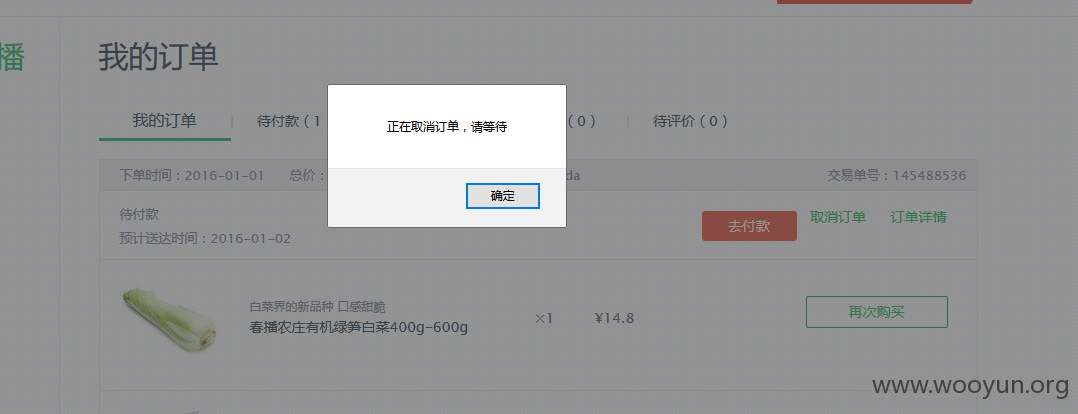 播
我的订单
我的订单 待付款 ( 1 ( 0 ) 待评价 ( 0 )
正在取消订单，请等待
确定
下单时间：2016-01-01 总价： da 交易单号：145488536
待付款
预计送达时间：2016-01-02
去付款 取消订单 订单详情
白菜界的新品种 口感甜脆
春播农庄有机绿笋白菜400g-600g
×1 ¥14.8
再次购买
www.wooyun.org